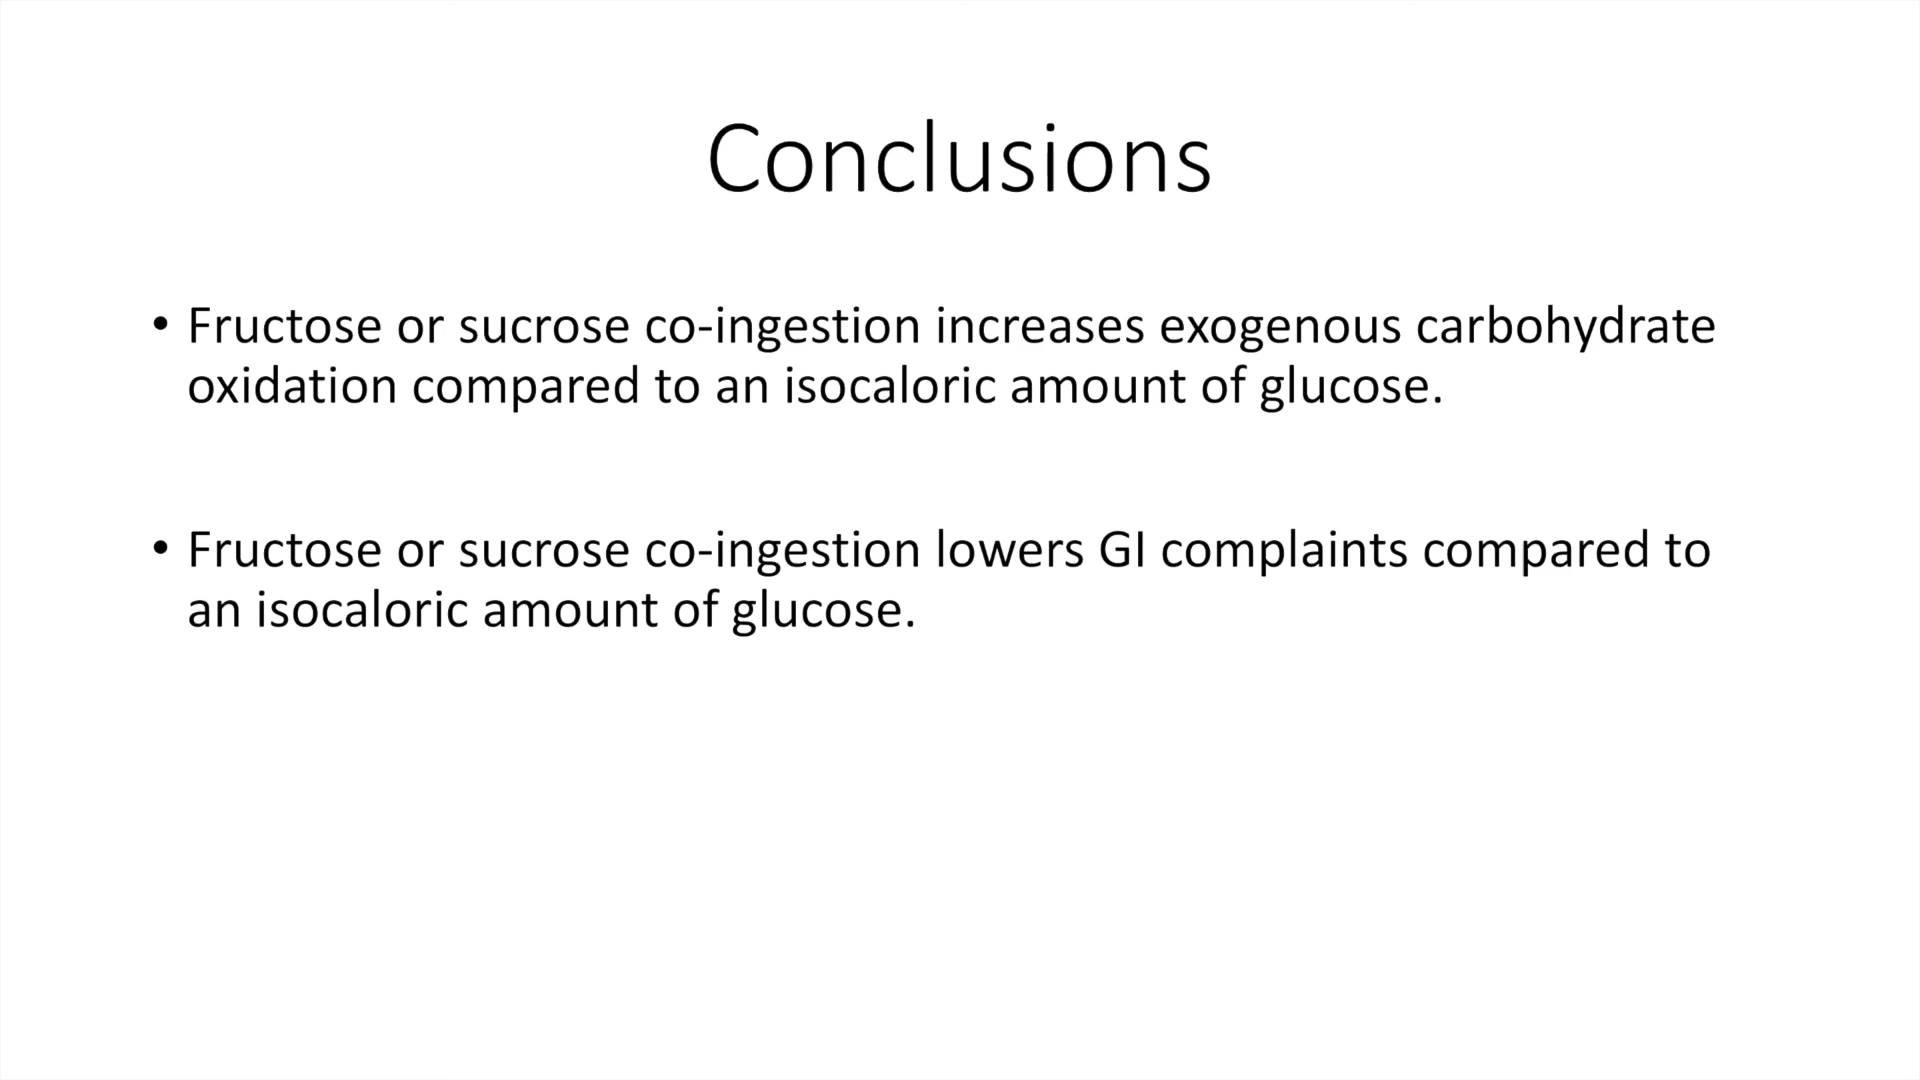 Conclusions
• Fructose or sucrose co-ingestion increases exogenous carbohydrate
oxidation compared to an isocaloric amount of glucose.
• Fructose or sucrose co-ingestion lowers GI complaints compared to
an isocaloric amount of glucose.